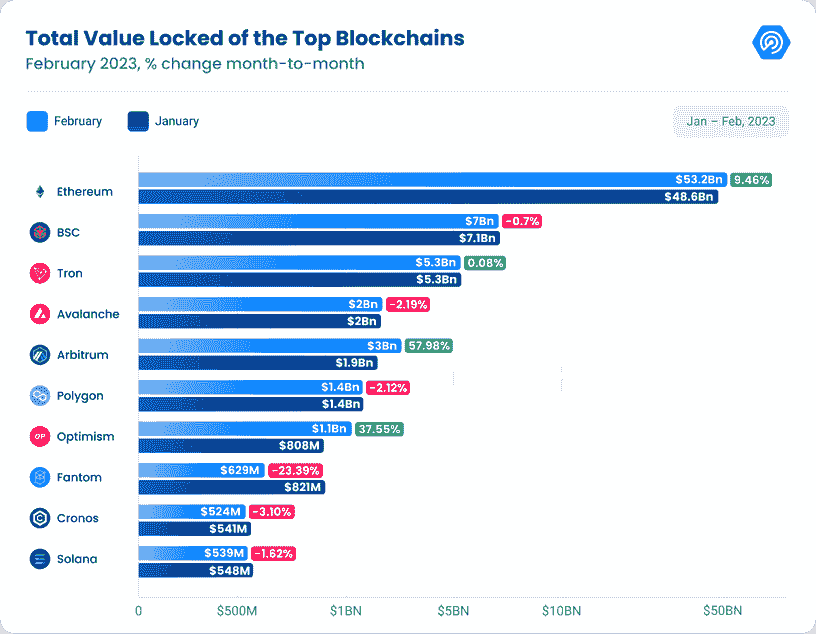 Total Value Locked of the Top Blockchains
February 2023, % change month-to-month
February January Jan – Feb, 2023
Ethereum $53.2Bn 9.46%
$48.6Bn
BSC $7Bn -0.7%
$7.1Bn
Tron $5.3Bn 0.08%
$5.3Bn
Avalanche $2Bn -2.19%
$2Bn
Arbitrum $3Bn 57.98%
$1.9Bn
Polygon $1.4Bn -2.12%
$1.4Bn
OP Optimism $1.1Bn 37.55%
$808M
Fantom $629M -23.39%
$821M
Cronos $524M -3.10%
$541M
Solana $539M -1.62%
$548M
0 $500M $1BN $5BN $10BN $50BN